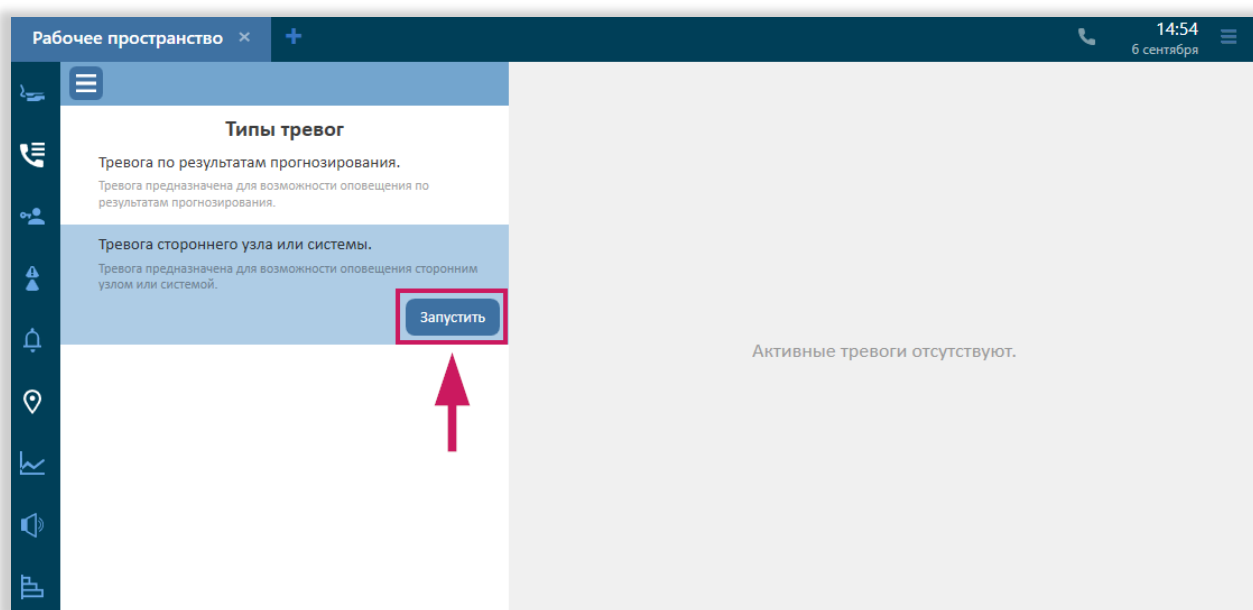 Рабочее пространство × +
14:54
6 сентября
Типы тревог
Тревога по результатам прогнозирования.
Тревога предназначена для возможности оповещения по
результатам прогнозирования.
Тревога стороннего узла или системы.
Тревога предназначена для возможности оповещения сторонним
узлом или системой.
Запустить
Активные тревоги отсутствуют.